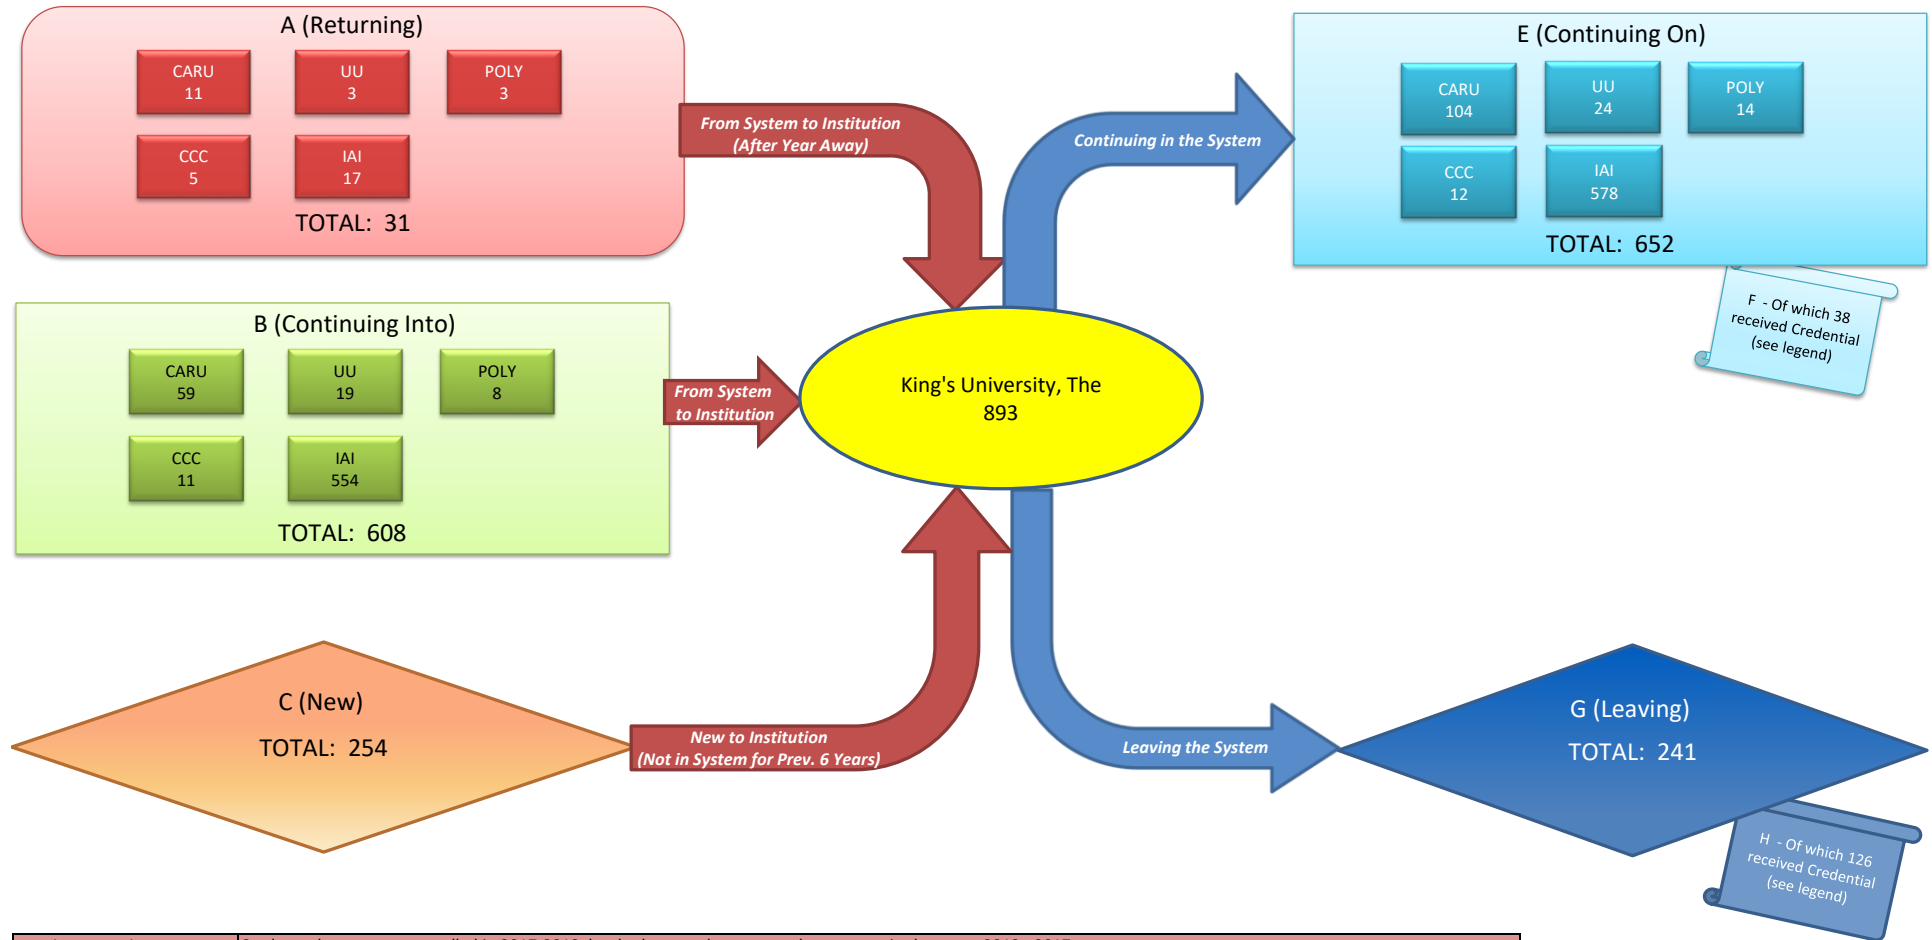 A (Returning)
CARU
11
UU
3
POLY
3
CCC
5
IAI
17
TOTAL: 31
From System to Institution
(After Year Away)
B (Continuing Into)
CARU
59
UU
19
POLY
8
CCC
11
IAI
554
TOTAL: 608
From System
to Institution
C (New)
TOTAL: 254
New to Institution
(Not in System for Prev. 6 Years)
King's University, The
893
Continuing in the System
E (Continuing On)
CARU
104
UU
24
POLY
14
CCC
12
IAI
578
TOTAL: 652
F - Of which 38
received Credential
(see legend)
Leaving the System
G (Leaving)
TOTAL: 241
H - Of which 126
received Credential
(see legend)